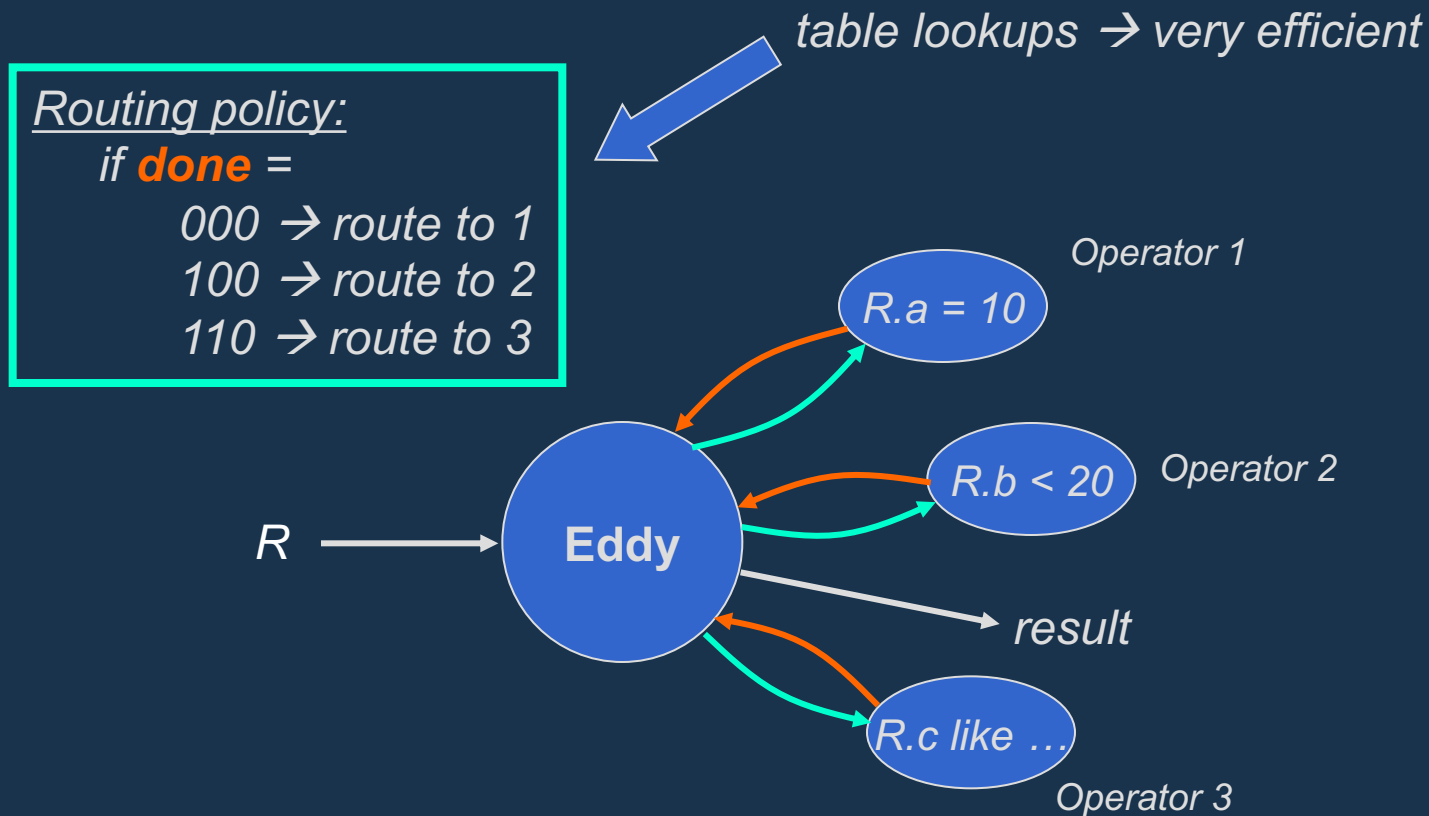 table lookups → very efficient
Routing policy:
if done =
000 → route to 1
100 → route to 2
110 → route to 3
Operator 1
R.a = 10
R.b < 20
Operator 2
R
Eddy
result
R.c like …
Operator 3